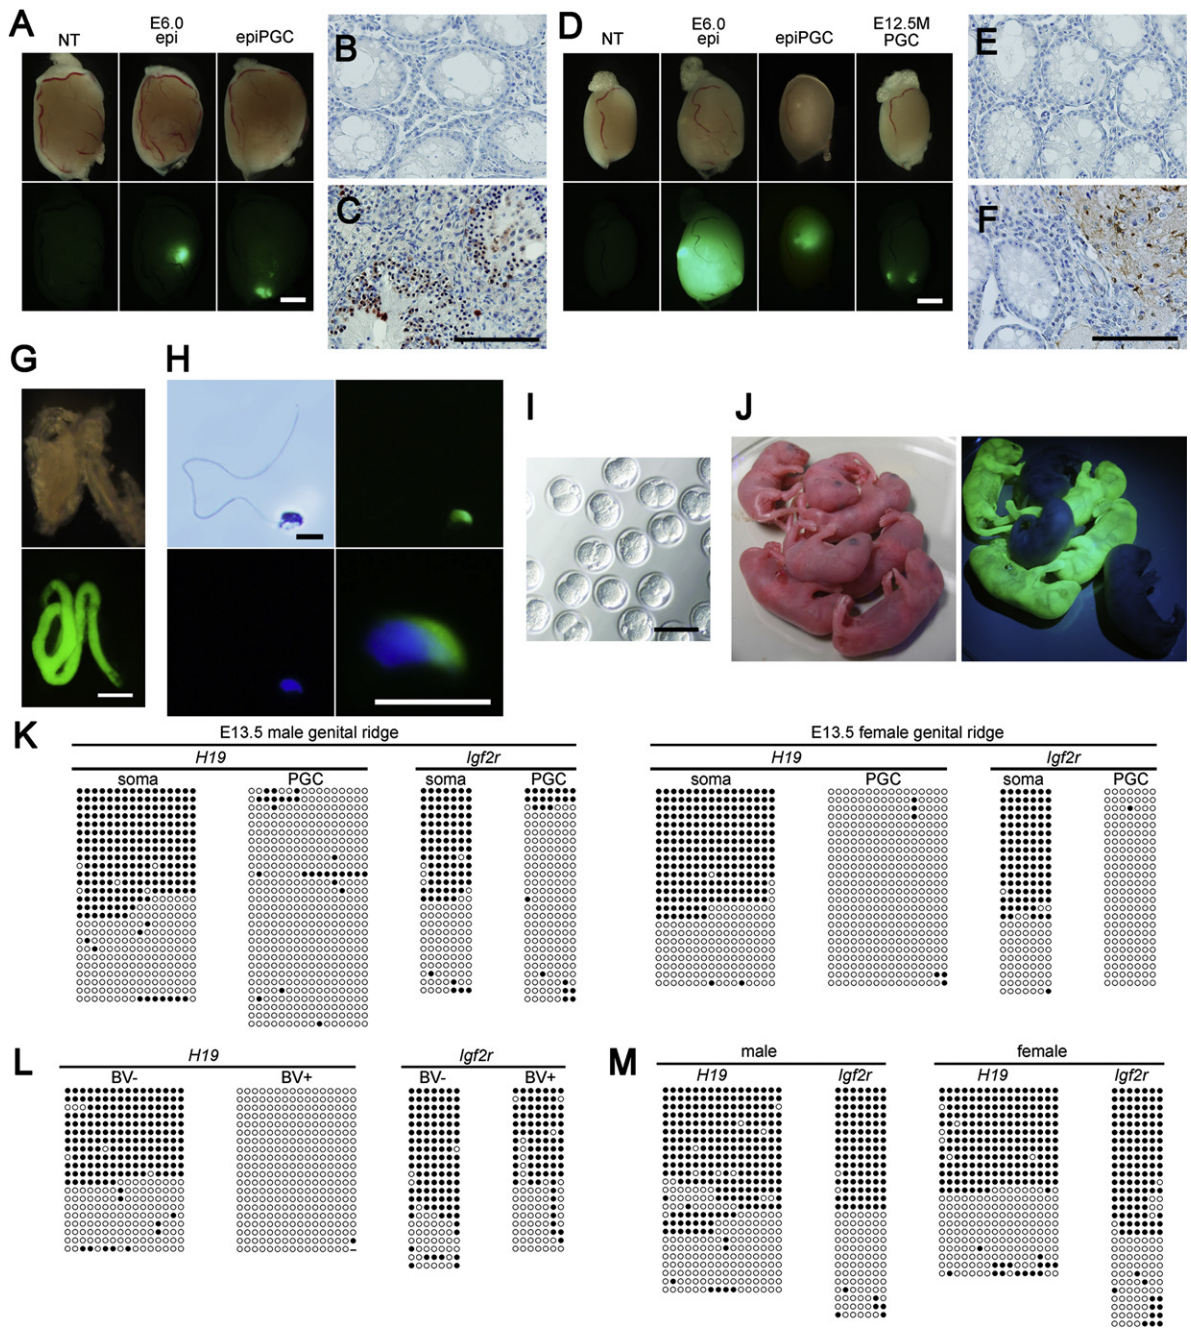 A
NT
E6.0
epi
epiPGC
B
C
D
NT
E6.0
epi
epiPGC
E12.5M
PGC
E
F
G
H
I
J
K
E13.5 male genital ridge
H19
Igf2r
soma
PGC
soma
PGC
E13.5 female genital ridge
H19
Igf2r
soma
PGC
soma
PGC
L
H19
Igf2r
BV-
BV+
BV-
BV+
M
male
female
H19
Igf2r
H19
Igf2r